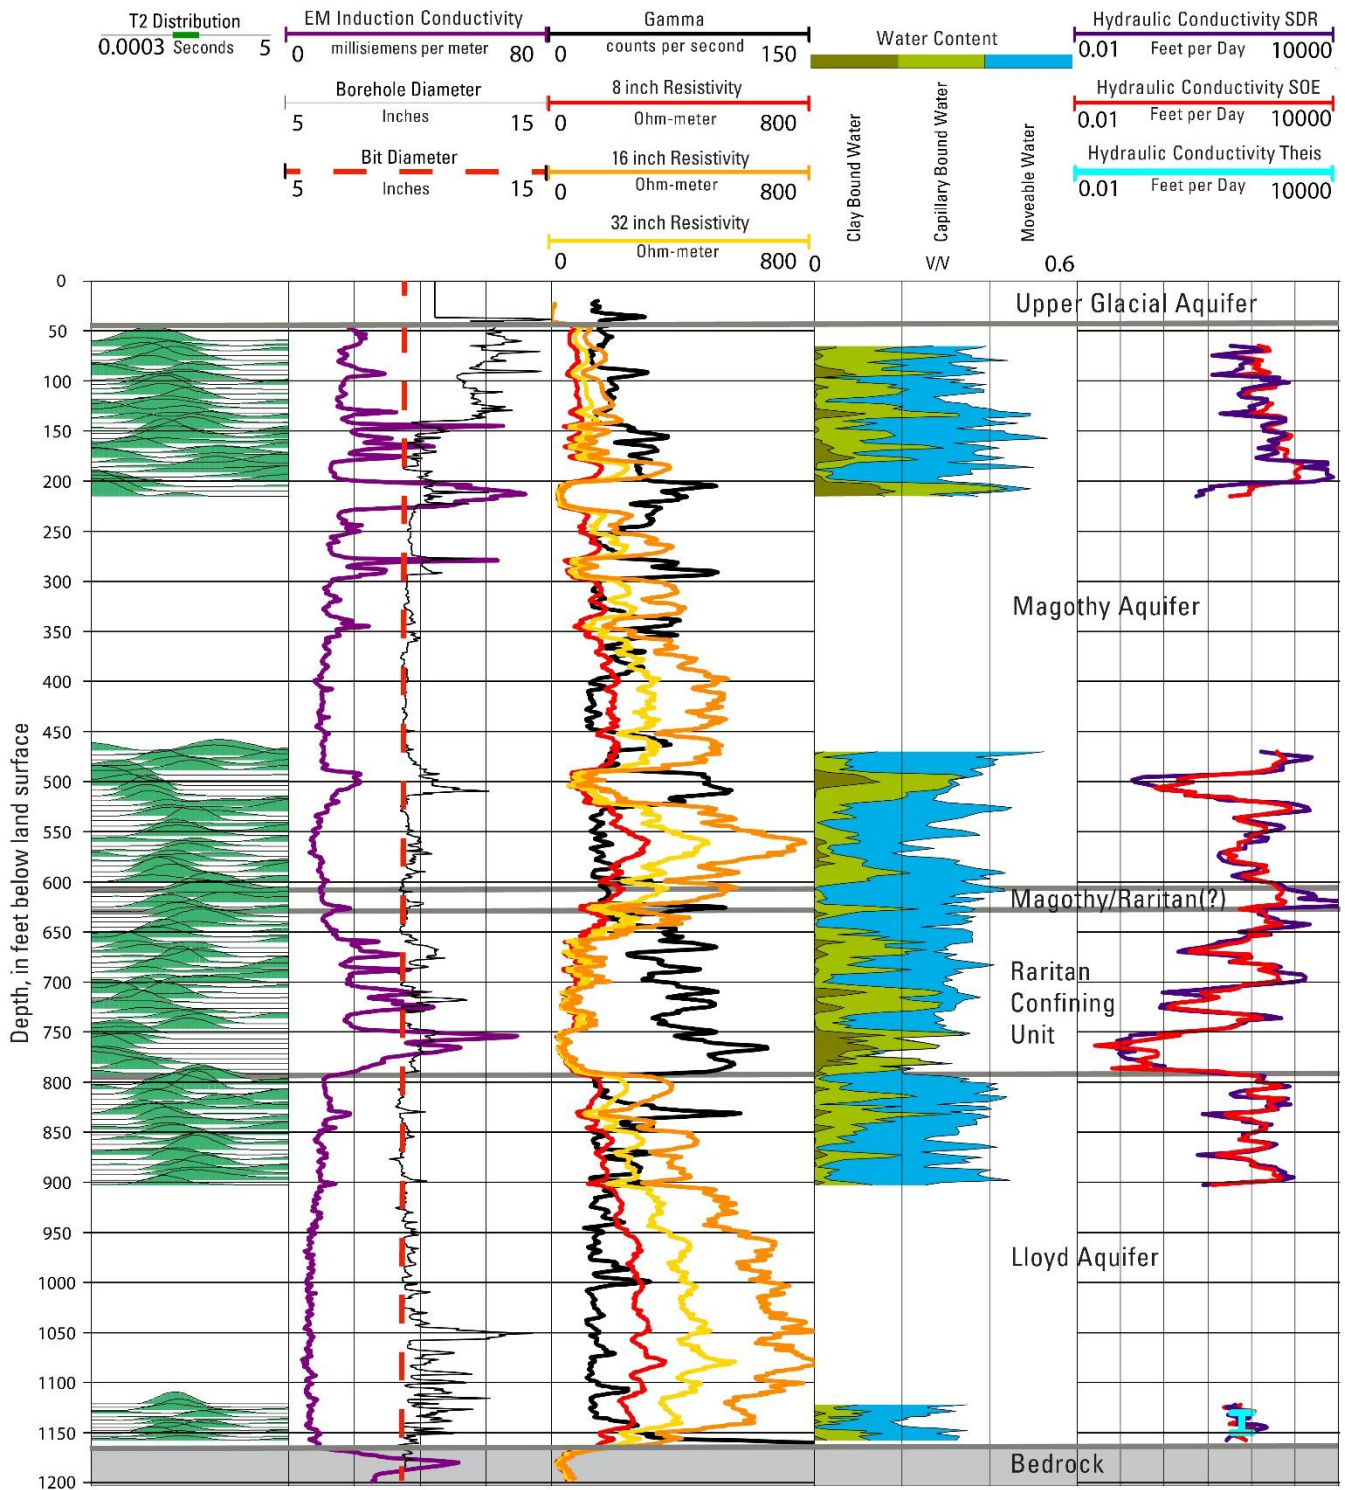 T2 Distribution
0.0003 Seconds 5
EM Induction Conductivity
0 millisiemens per meter 80
Borehole Diameter
5 Inches 15
Bit Diameter
5 Inches 15
Gamma
0 counts per second 150
8 inch Resistivity
0 Ohm-meter 800
16 inch Resistivity
0 Ohm-meter 800
32 inch Resistivity
0 Ohm-meter 800
Water Content
Clay Bound Water
Capillary Bound Water
Moveable Water
0 V/V 0.6
Hydraulic Conductivity SDR
0.01 Feet per Day 10000
Hydraulic Conductivity SOE
0.01 Feet per Day 10000
Hydraulic Conductivity Theis
0.01 Feet per Day 10000
Depth, in feet below land surface
0
50
100
150
200
250
300
350
400
450
500
550
600
650
700
750
800
850
900
950
1000
1050
1100
1150
1200
Upper Glacial Aquifer
Magothy Aquifer
Magothy/Raritan(?)
Raritan
Confining
Unit
Lloyd Aquifer
Bedrock